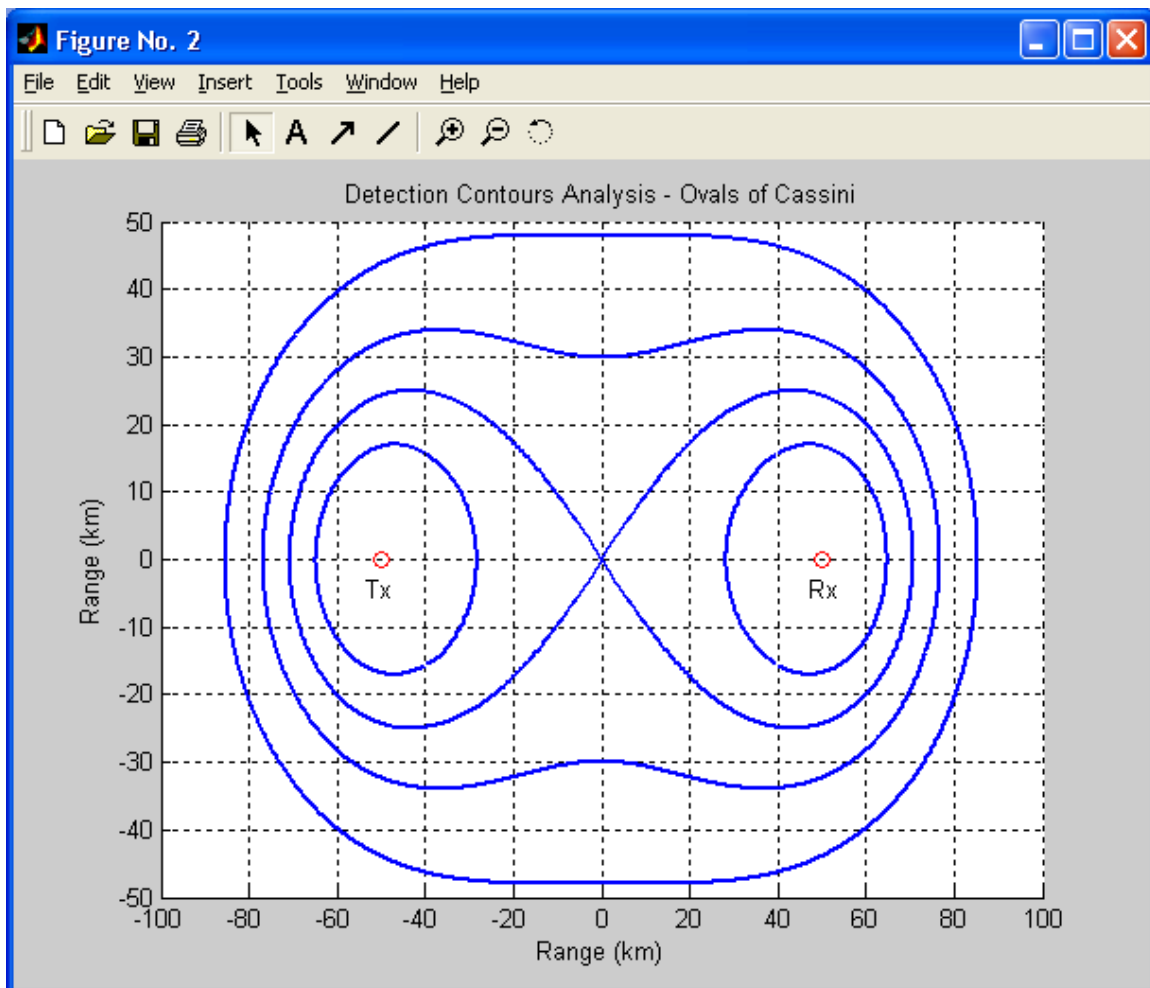 Figure No. 2
File Edit View Insert Tools Window Help
A
Detection Contours Analysis - Ovals of Cassini
50
40
30
20
10
0
-10
-20
-30
-40
-50
Range (km)
Tx
Rx
-100 -80 -60 -40 -20 0 20 40 60 80 100
Range (km)